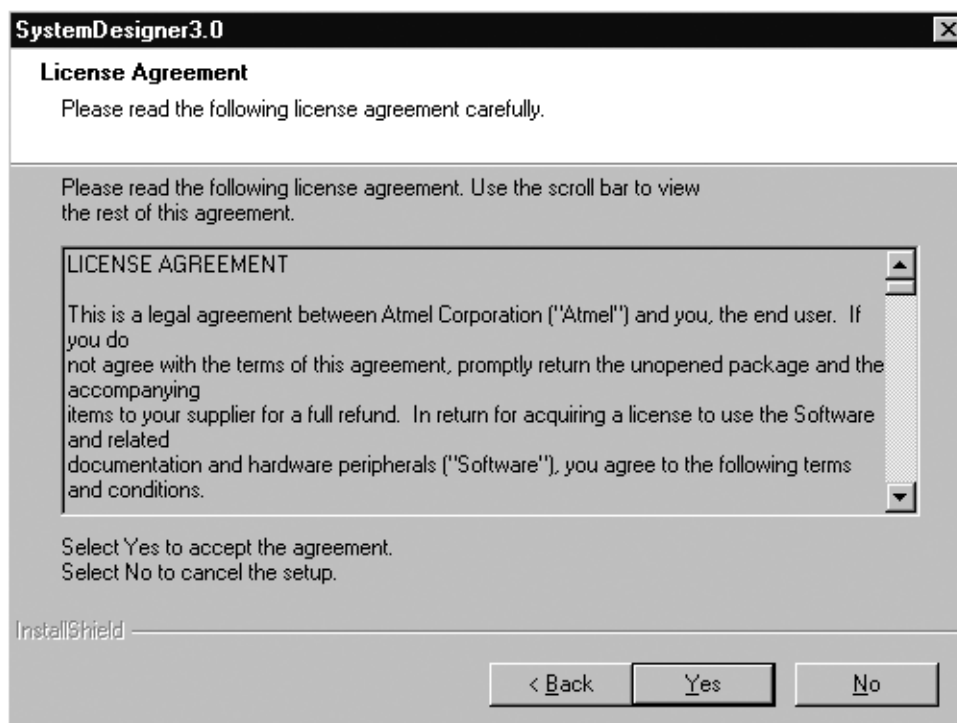 SystemDesigner3.0
License Agreement
Please read the following license agreement carefully.
Please read the following license agreement. Use the scroll bar to view
the rest of this agreement.
LICENSE AGREEMENT
This is a legal agreement between Atmel Corporation ("Atmel") and you, the end user.  If
you do
not agree with the terms of this agreement, promptly return the unopened package and the
accompanying
items to your supplier for a full refund.  In return for acquiring a license to use the Software
and related
documentation and hardware peripherals ("Software"), you agree to the following terms
and conditions.
Select Yes to accept the agreement.
Select No to cancel the setup.
InstallShield
< Back
Yes
No